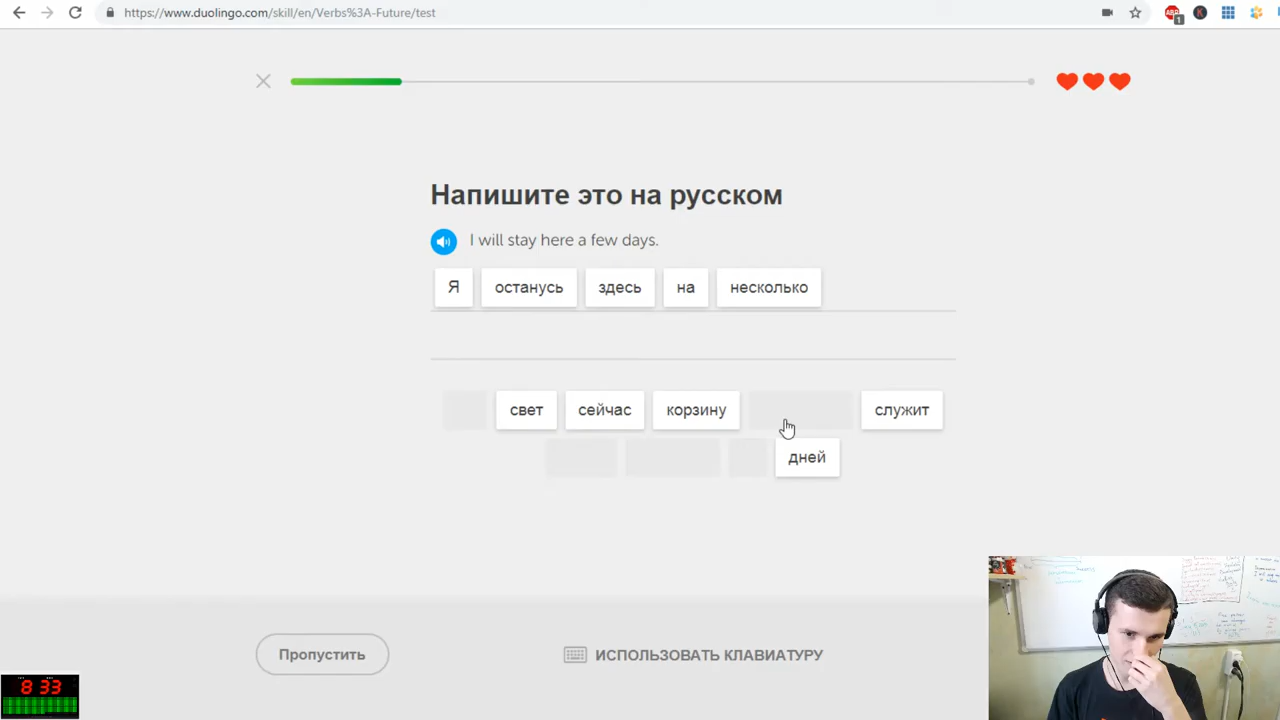 https://www.duolingo.com/skill/en/Verbs%3A-Future/test
Напишите это на русском
I will stay here a few days.
Я останусь здесь на несколько
свет сейчас корзину служит
дней
Пропустить
ИСПОЛЬЗОВАТЬ КЛАВИАТУРУ
8 33